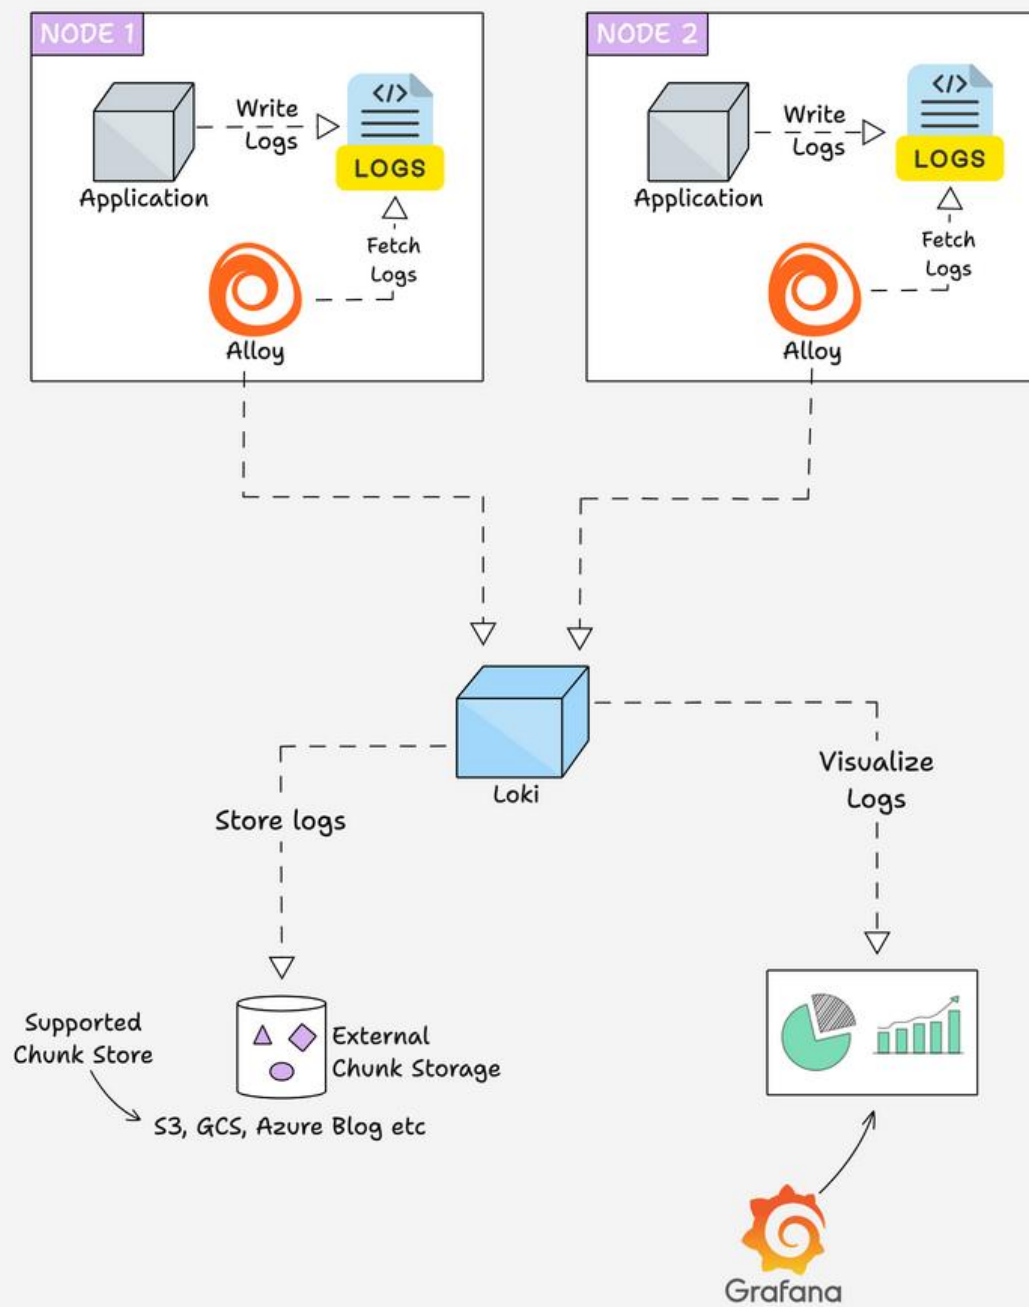 NODE 1
NODE 2
</>
</>
Write
Logs
Write
Logs
LOGS
LOGS
Application
Application
Fetch
Logs
Fetch
Logs
Alloy
Alloy
Loki
Store logs
Visualize
Logs
Supported
Chunk Store
External
Chunk Storage
S3, GCS, Azure Blog etc
Grafana